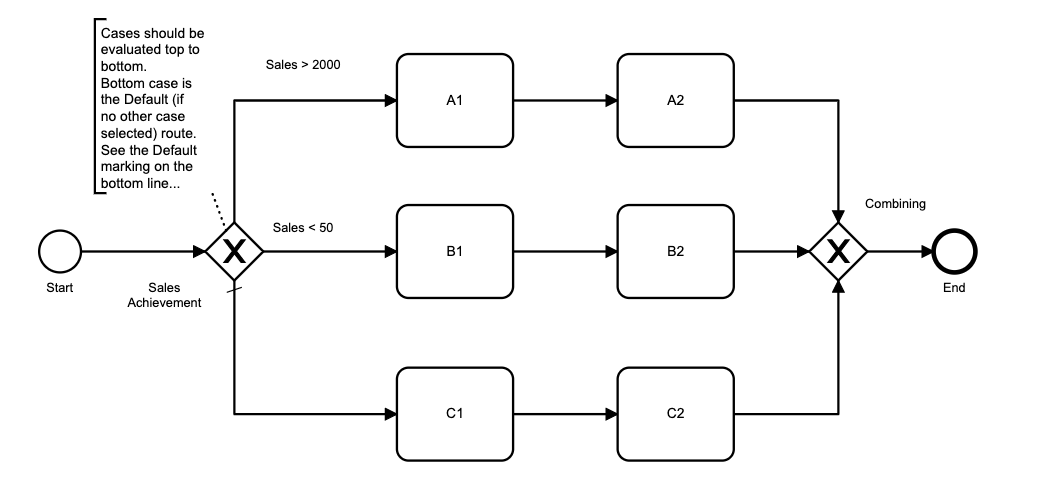 Cases should be
evaluated top to
bottom.
Bottom case is
the Default (if
no other case
selected) route.
See the Default
marking on the
bottom line...
Sales > 2000
A1
A2
Sales < 50
Combining
X
B1
B2
X
Start
Sales
Achievement
End
C1
C2